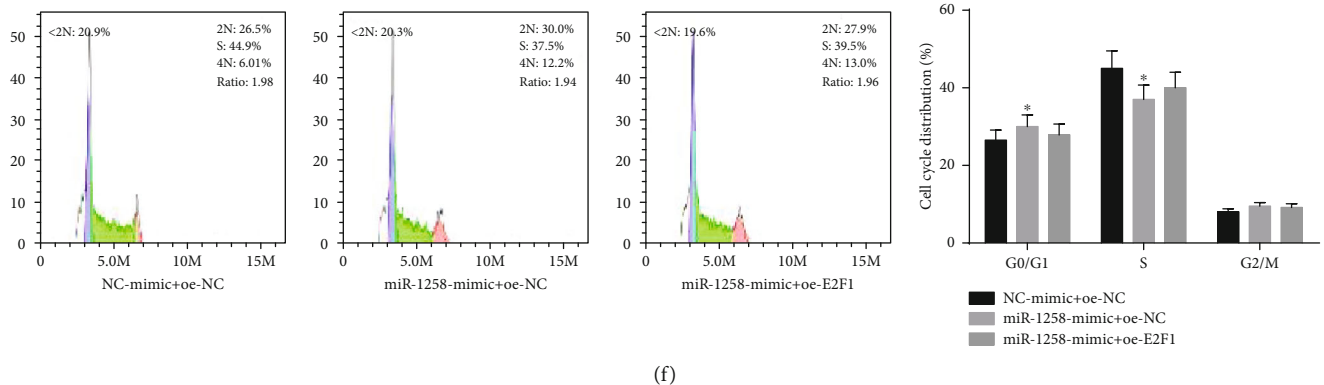 <2N: 20.9%
2N: 26.5%
S: 44.9%
4N: 6.01%
Ratio: 1.98
50
40
30
20
10
0
0 5.0M 10M 15M
NC-mimic+oe-NC
<2N: 20.3%
2N: 30.0%
S: 37.5%
4N: 12.2%
Ratio: 1.94
50
40
30
20
10
0
0 5.0M 10M 15M
miR-1258-mimic+oe-NC
<2N: 19.6%
2N: 27.9%
S: 39.5%
4N: 13.0%
Ratio: 1.96
50
40
30
20
10
0
0 5.0M 10M 15M
miR-1258-mimic+oe-E2F1
Cell cycle distribution (%)
60
40
20
0
*
*
G0/G1 S G2/M
NC-mimic+oe-NC
miR-1258-mimic+oe-NC
miR-1258-mimic+oe-E2F1
(f)